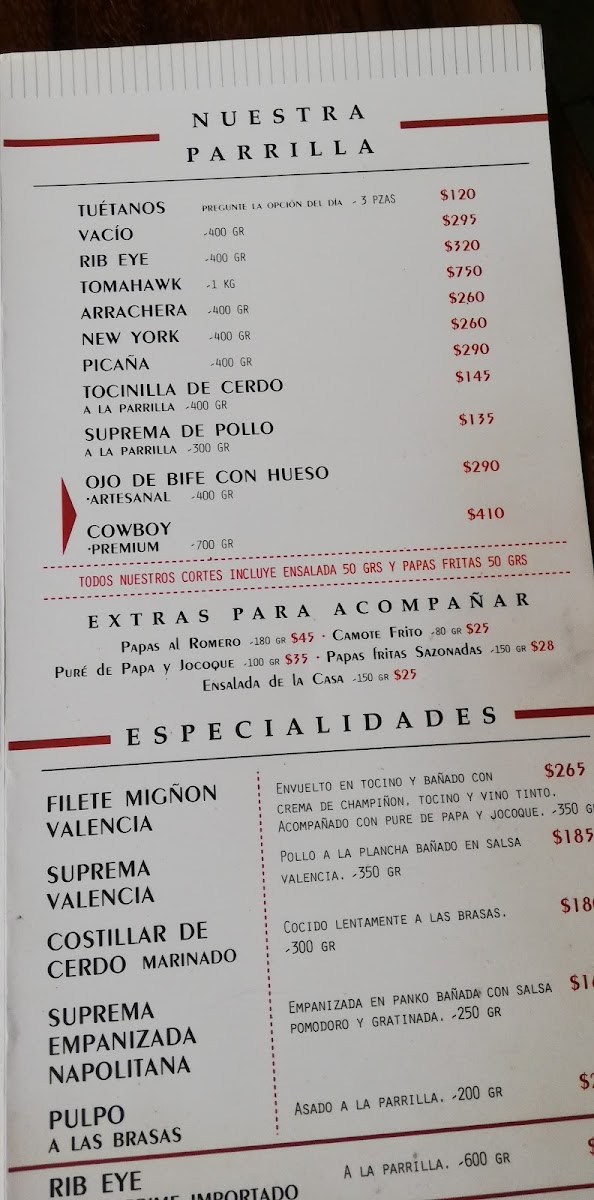 NUESTRA
PARRILLA
TUÉTANOS PREGUNTE LA OPCIÓN DEL DÍA - 3 PZAS $120
VACÍO -400 GR $295
RIB EYE -400 GR $320
TOMAHAWK -1 KG $750
ARRACHERA -400 GR $260
NEW YORK -400 GR $260
PICAÑA -400 GR $290
TOCINILLA DE CERDO $145
A LA PARRILLA -400 GR
SUPREMA DE POLLO $135
A LA PARRILLA -300 GR
OJO DE BIFE CON HUESO $290
·ARTESANAL -400 GR
COWBOY $410
·PREMIUM -700 GR
TODOS NUESTROS CORTES INCLUYE ENSALADA 50 GRS Y PAPAS FRITAS 50 GRS
EXTRAS PARA ACOMPAÑAR
PAPAS AL ROMERO -180 GR $45 · CAMOTE FRITO -80 GR $25
PURÉ DE PAPA Y JOCOQUE -100 GR $35 · PAPAS FRITAS SAZONADAS -150 GR $28
ENSALADA DE LA CASA -150 GR $25
ESPECIALIDADES
FILETE MIGÑON
VALENCIA
ENVUELTO EN TOCINO Y BAÑADO CON $265
CREMA DE CHAMPIÑON, TOCINO Y VINO TINTO.
ACOMPAÑADO CON PURE DE PAPA Y JOCOQUE. -350 G
SUPREMA
VALENCIA
POLLO A LA PLANCHA BAÑADO EN SALSA $185
VALENCIA. -350 GR
COSTILLAR DE
CERDO MARINADO
COCIDO LENTAMENTE A LAS BRASAS. $18
-300 GR
SUPREMA
EMPANIZADA
NAPOLITANA
EMPANIZADA EN PANKO BAÑADA CON SALSA $1
POMODORO Y GRATINADA. -250 GR
PULPO
A LAS BRASAS
ASADO A LA PARRILLA. -200 GR $2
RIB EYE A LA PARRILLA. -600 GR $
IMPORTADO